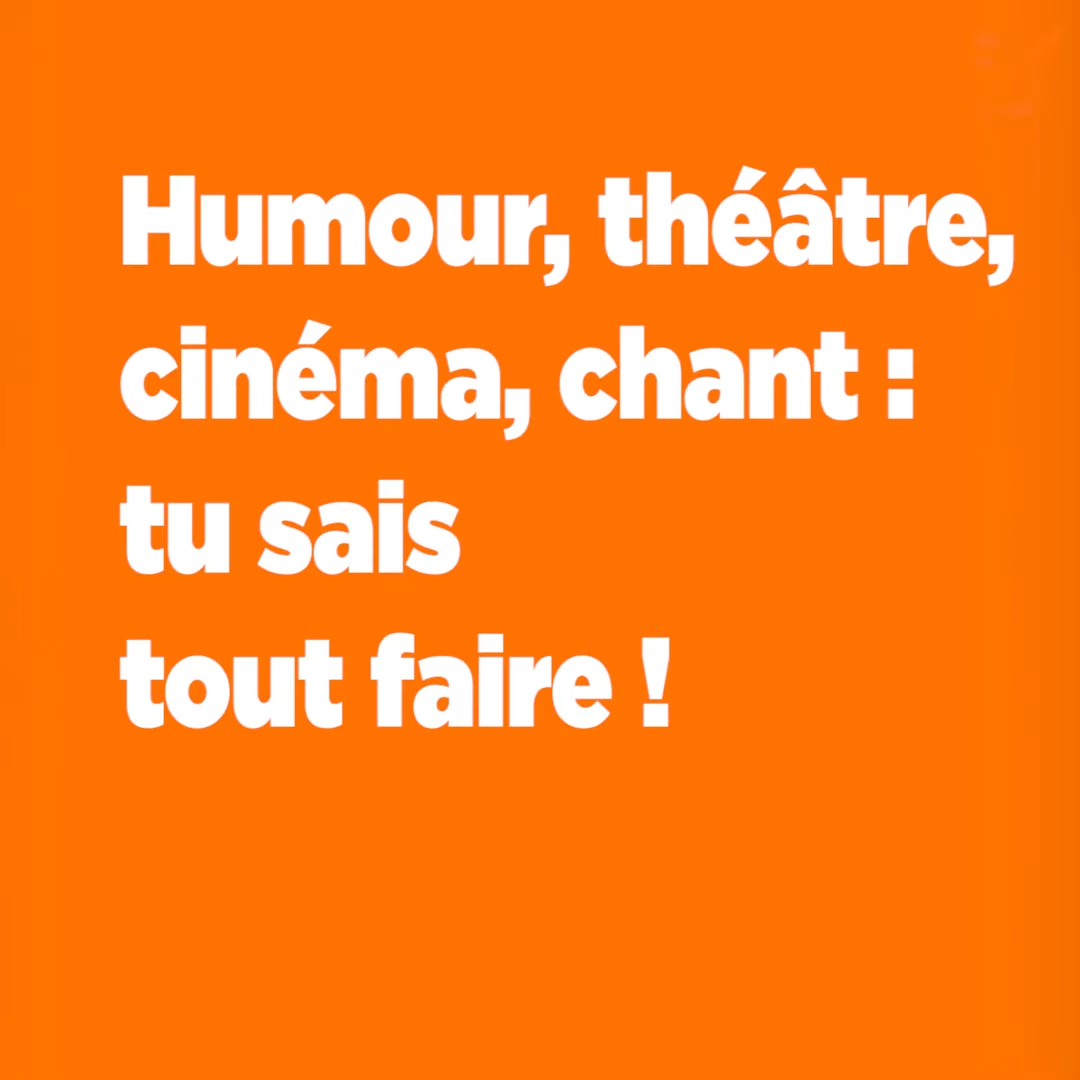 Humour, théâtre,
cinéma, chant :
tu sais
tout faire !